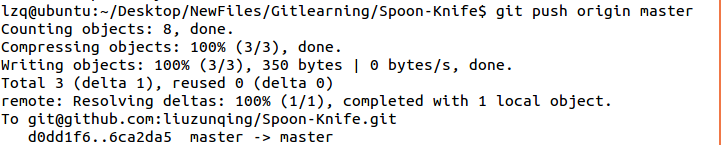 lzq@ubuntu:~/Desktop/NewFiles/Gitlearning/Spoon-Knife$ git push origin master
Counting objects: 8, done.
Compressing objects: 100% (3/3), done.
Writing objects: 100% (3/3), 350 bytes | 0 bytes/s, done.
Total 3 (delta 1), reused 0 (delta 0)
remote: Resolving deltas: 100% (1/1), completed with 1 local object.
To git@github.com:liuzunqing/Spoon-Knife.git
   d0dd1f6..6ca2da5  master -> master